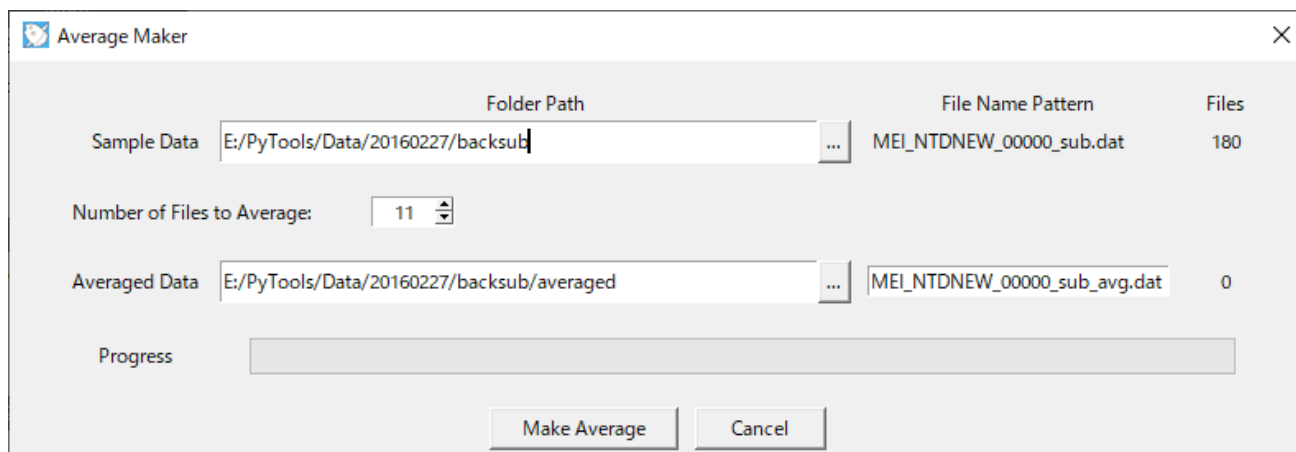 Average Maker
Folder Path File Name Pattern Files
Sample Data E:/PyTools/Data/20160227/backsub ... MEI_NTDNEW_00000_sub.dat 180
Number of Files to Average: 11
Averaged Data E:/PyTools/Data/20160227/backsub/averaged ... MEI_NTDNEW_00000_sub_avg.dat 0
Progress
Make Average Cancel